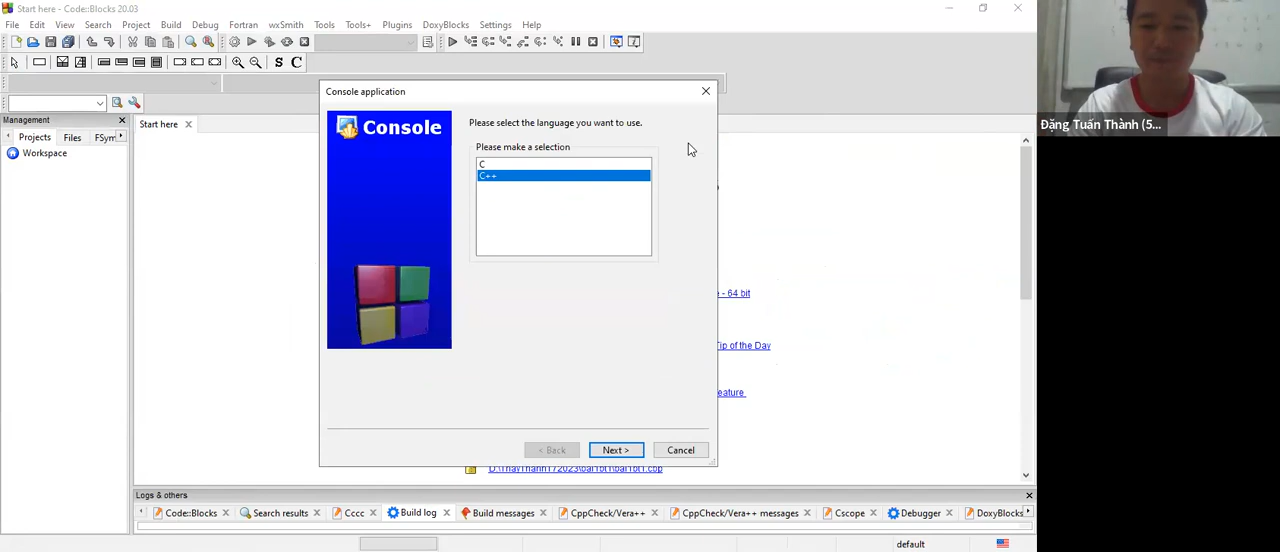 Start here - Code::Blocks 20.03
File Edit View Search Project Build Debug Fortran wxSmith Tools Tools+ Plugins DoxyBlocks Settings Help
S C
Management
Projects Files FSym
Workspace
Start here
Console application
Console
Please select the language you want to use.
Please make a selection
C
C++
e - 64 bit
Tip of the Day
eature
< Back Next > Cancel
D:\ThayThanh172023\bai1bt1\bai1bt1.cbp
Logs & others
Code::Blocks Search results Cccc Build log Build messages CppCheck/Vera++ CppCheck/Vera++ messages Cscope Debugger DoxyBlocks
default
Đặng Tuấn Thành (5...